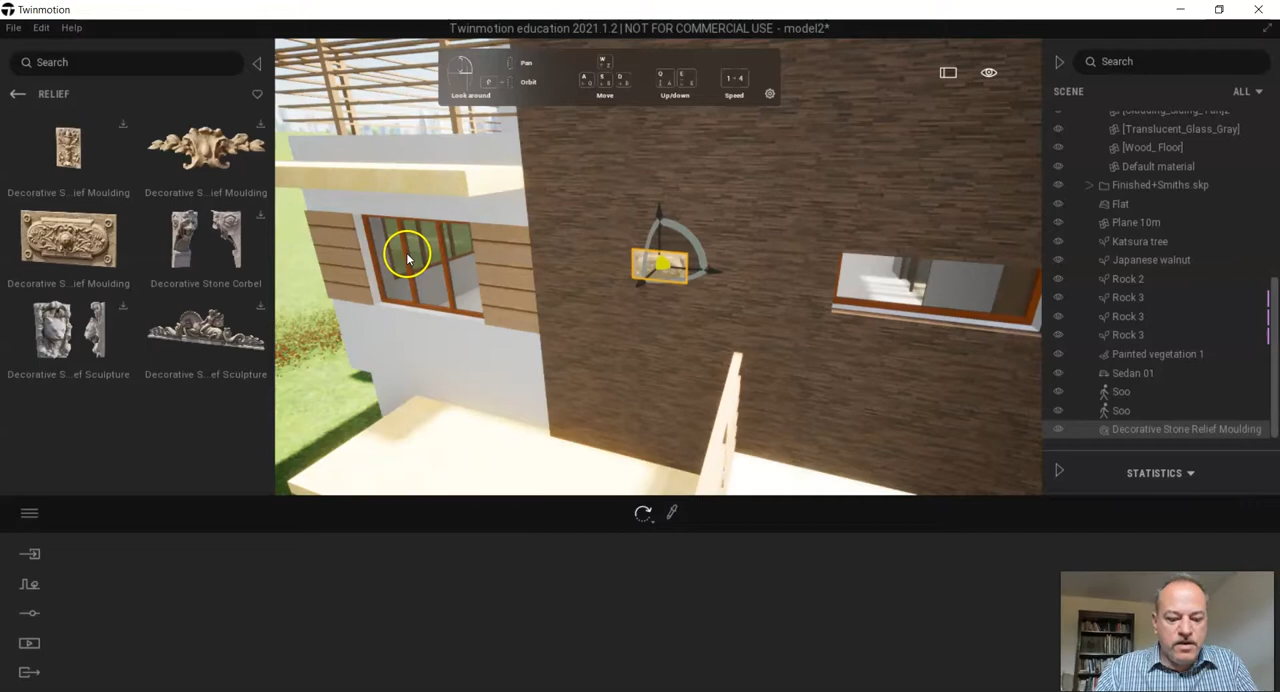 Twinmotion
File Edit Help
Twinmotion education 2021.1.2 | NOT FOR COMMERCIAL USE - model2*
Search
RELIEF
Decorative S...ief Moulding
Decorative S...ief Moulding
Decorative S...ief Moulding
Decorative Stone Corbel
Decorative S...ef Sculpture
Decorative S...ef Sculpture
Look around
Pan
Orbit
W
Z
A
S
D
Move
Q
E
Up/down
1 - 4
Speed
Search
SCENE
ALL
[Translucent_Glass_Gray]
[Wood_ Floor]
Default material
Finished+Smiths.skp
Flat
Plane 10m
Katsura tree
Japanese walnut
Rock 2
Rock 3
Rock 3
Rock 3
Painted vegetation 1
Sedan 01
Soo
Soo
Decorative Stone Relief Moulding
STATISTICS